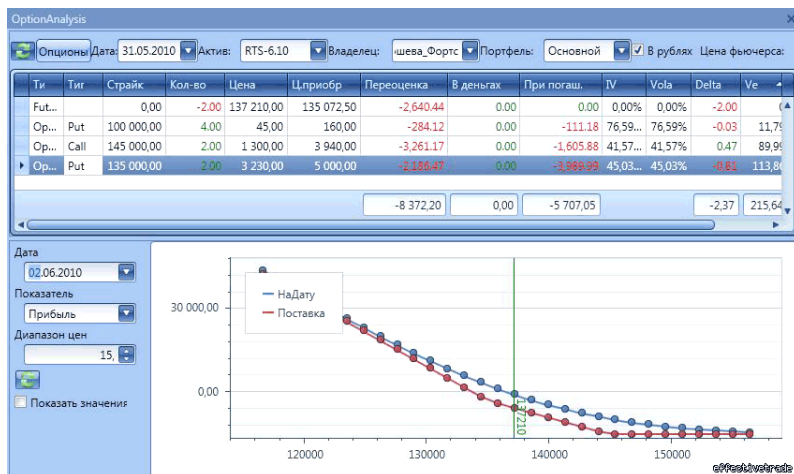 OptionAnalysis
Опционы Дата: 31.05.2010 Актив: RTS-6.10 Владелец: шева_Фортс Портфель: Основной В рублях Цена фьючерса:
Ти Тиг Страйк Кол-во Цена Ц.приобр Переоценка В деньгах При погаш. IV Vola Delta Ve
Fut... 0,00 -2.00 137 210,00 135 072,50 -2,640.44 0.00 0.00 0,00% 0,00% -2.00
Op... Put 100 000,00 4.00 45,00 160,00 -284.12 0.00 -111.18 76,59... 76,59% -0.03 11,79
Op... Call 145 000,00 2.00 1 300,00 3 940,00 -3,261.17 0.00 -1,605.88 41,57... 41,57% 0.47 89,99
Op... Put 135 000,00 2.00 3 230,00 5 000,00 -2,186.47 0.00 -3,989.99 45,03... 45,03% -0.81 113,86
-8 372,20 0,00 -5 707,05 -2,37 215,64
Дата
02.06.2010
Показатель
Прибыль
Диапазон цен
15,
Показать значения
НаДату
Поставка
30 000,00
0,00
137210
120000 130000 140000 150000
effectivetrade